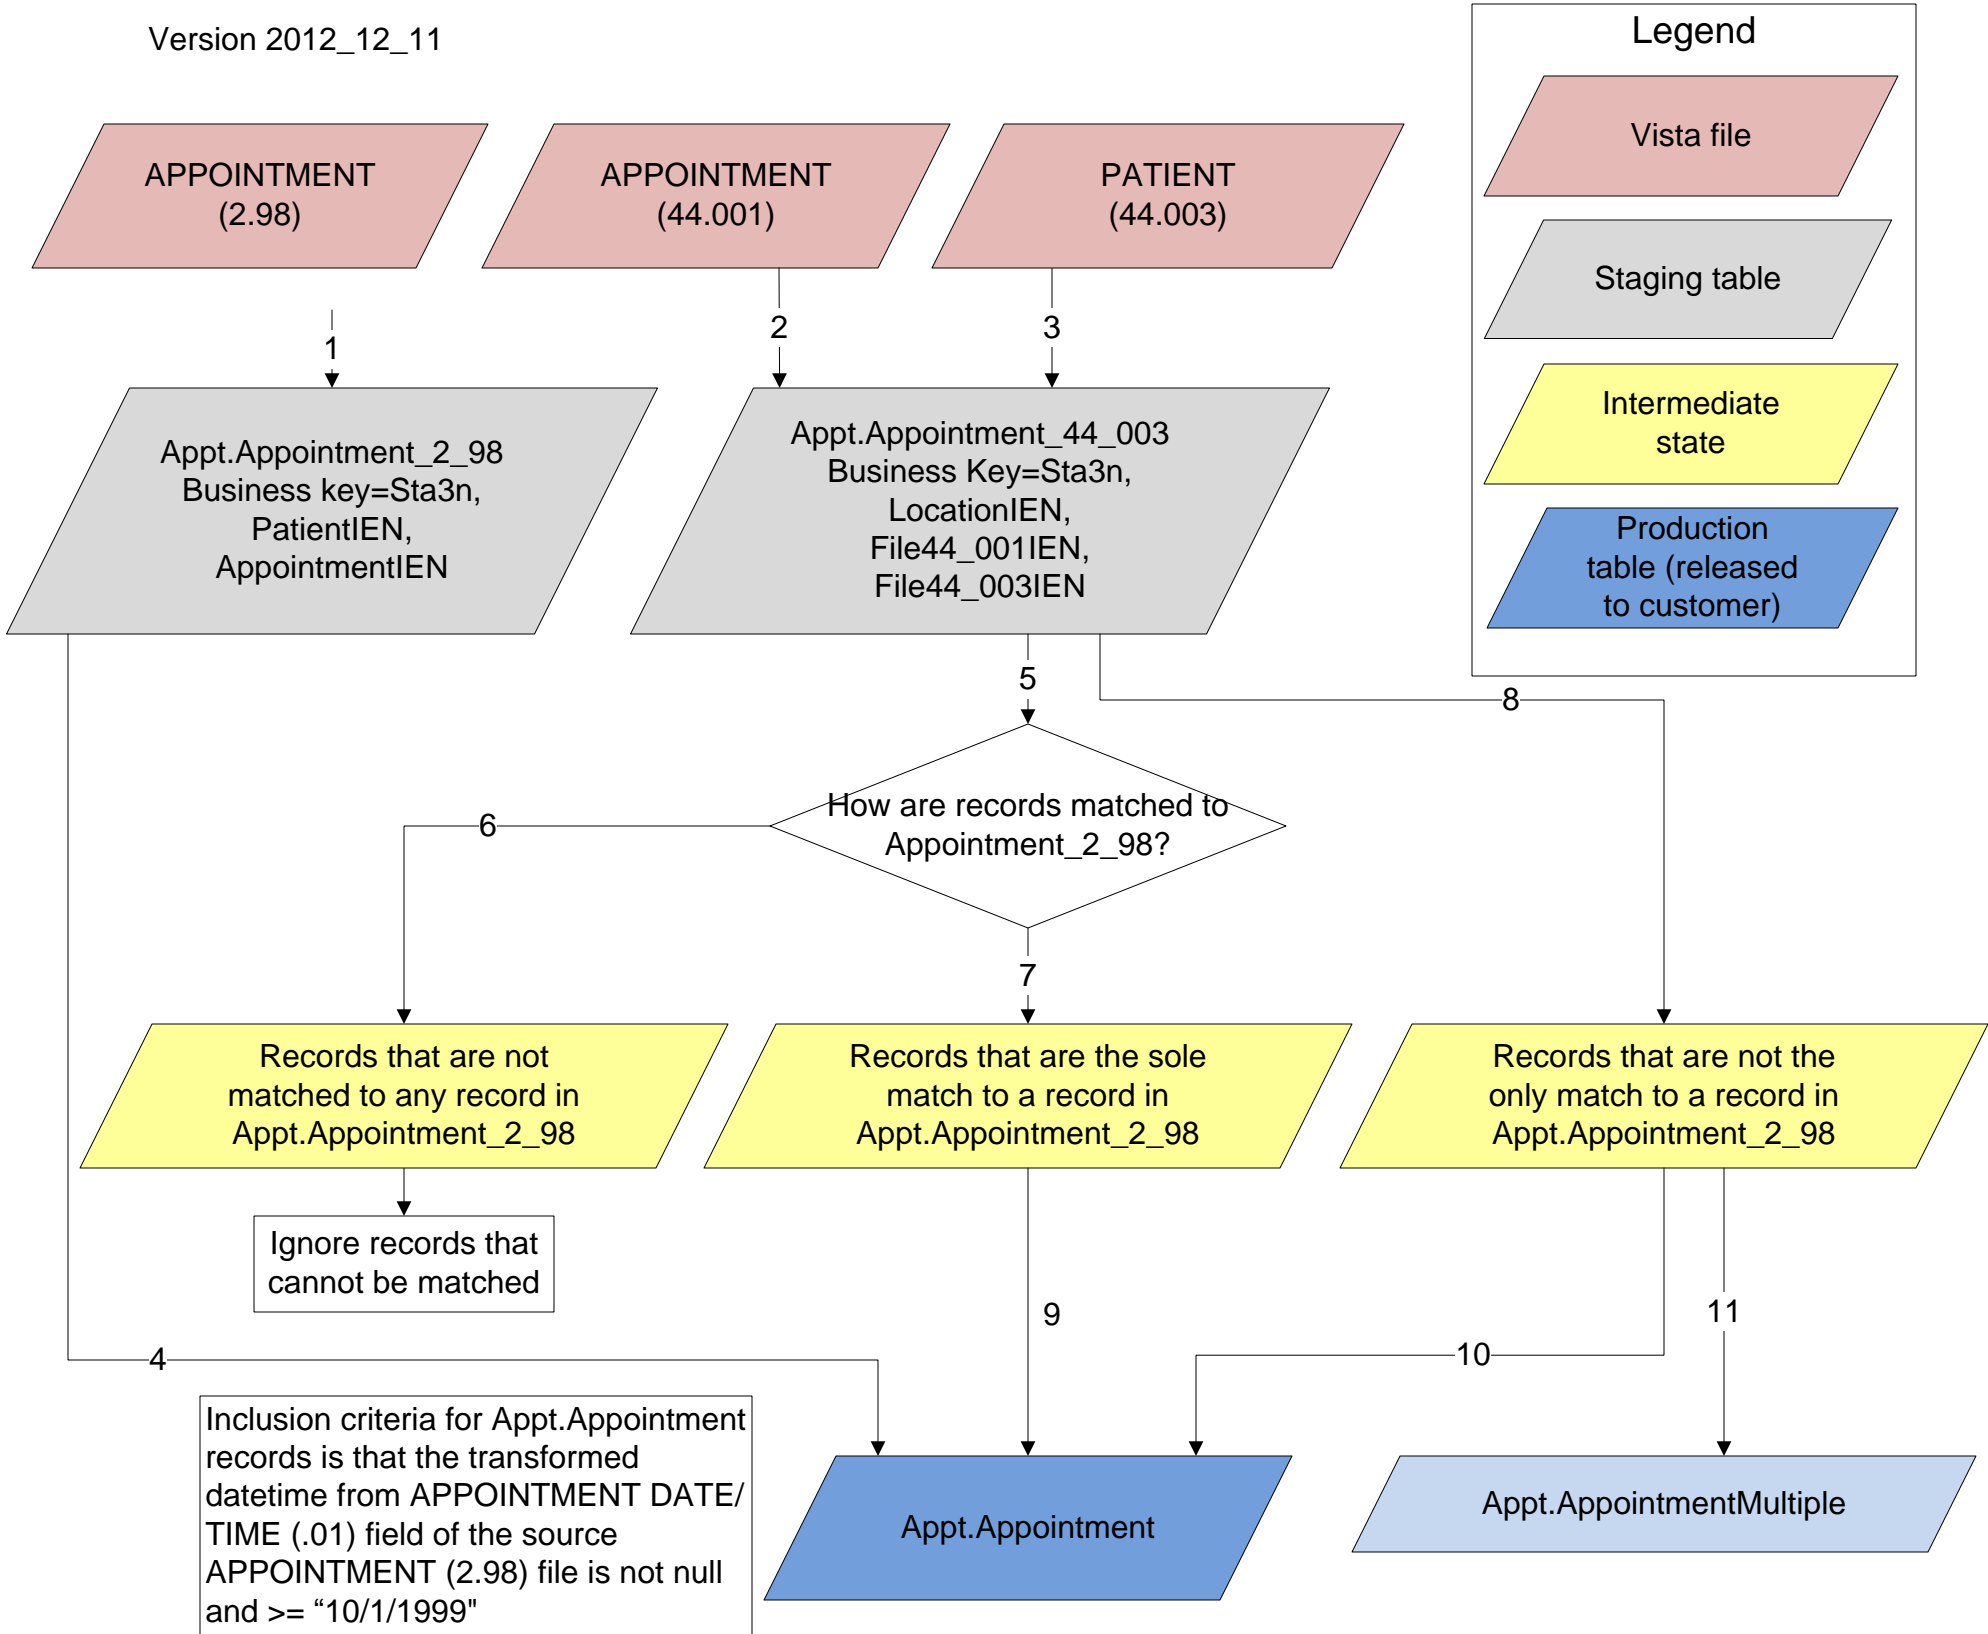 Version 2012_12_11
Legend
Vista file
Staging table
Intermediate
state
Production
table (released
to customer)
APPOINTMENT
(2.98)
APPOINTMENT
(44.001)
PATIENT
(44.003)
1
2
3
Appt.Appointment_2_98
Business key=Sta3n,
PatientIEN,
AppointmentIEN
Appt.Appointment_44_003
Business Key=Sta3n,
LocationIEN,
File44_001IEN,
File44_003IEN
5
8
How are records matched to
Appointment_2_98?
6
7
Records that are not
matched to any record in
Appt.Appointment_2_98
Records that are the sole
match to a record in
Appt.Appointment_2_98
Records that are not the
only match to a record in
Appt.Appointment_2_98
Ignore records that
cannot be matched
9
11
4
10
Inclusion criteria for Appt.Appointment
records is that the transformed
datetime from APPOINTMENT DATE/
TIME (.01) field of the source
APPOINTMENT (2.98) file is not null
and >= “10/1/1999"
Appt.Appointment
Appt.AppointmentMultiple